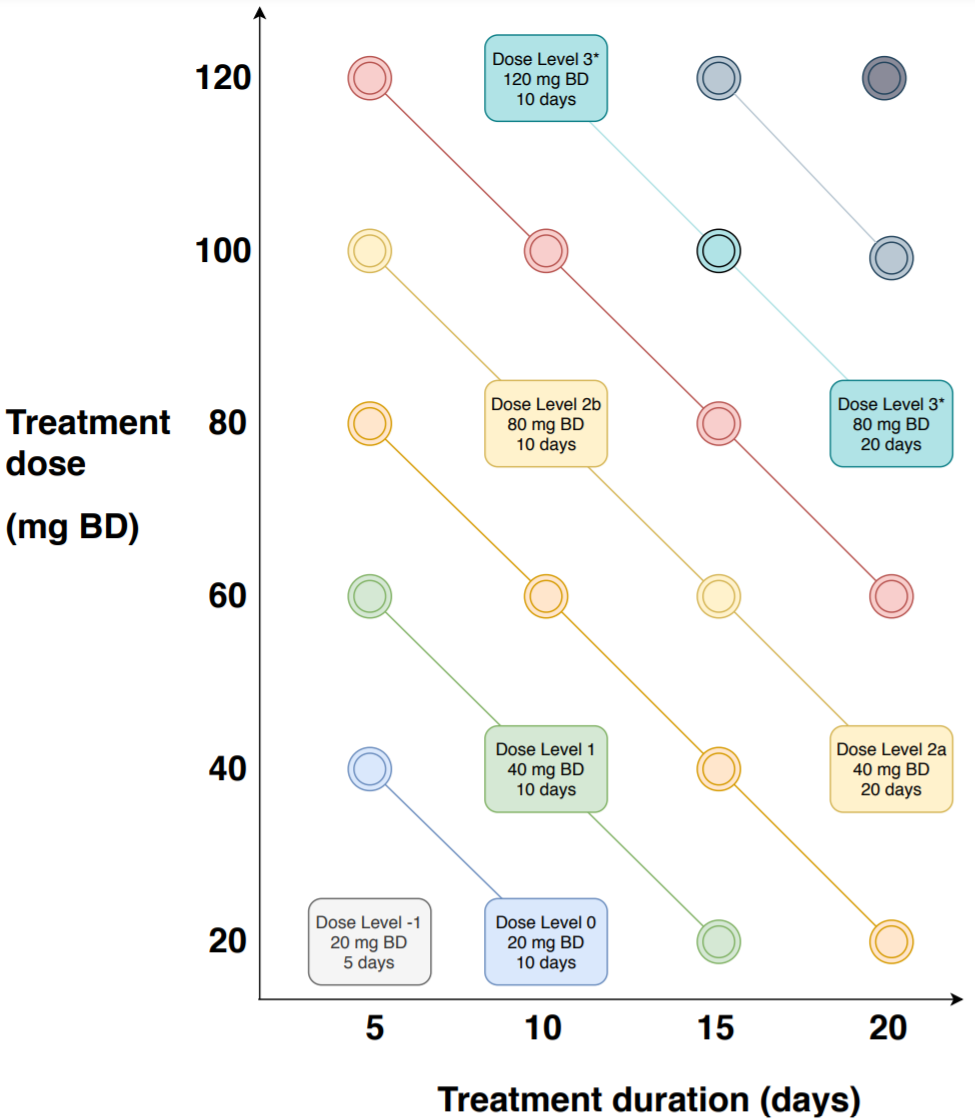 120
Dose Level 3*
120 mg BD
10 days
100
Treatment
dose
(mg BD)
80
Dose Level 2b
80 mg BD
10 days
Dose Level 3*
80 mg BD
20 days
60
40
Dose Level 1
40 mg BD
10 days
Dose Level 2a
40 mg BD
20 days
20
Dose Level -1
20 mg BD
5 days
Dose Level 0
20 mg BD
10 days
5 10 15 20
Treatment duration (days)